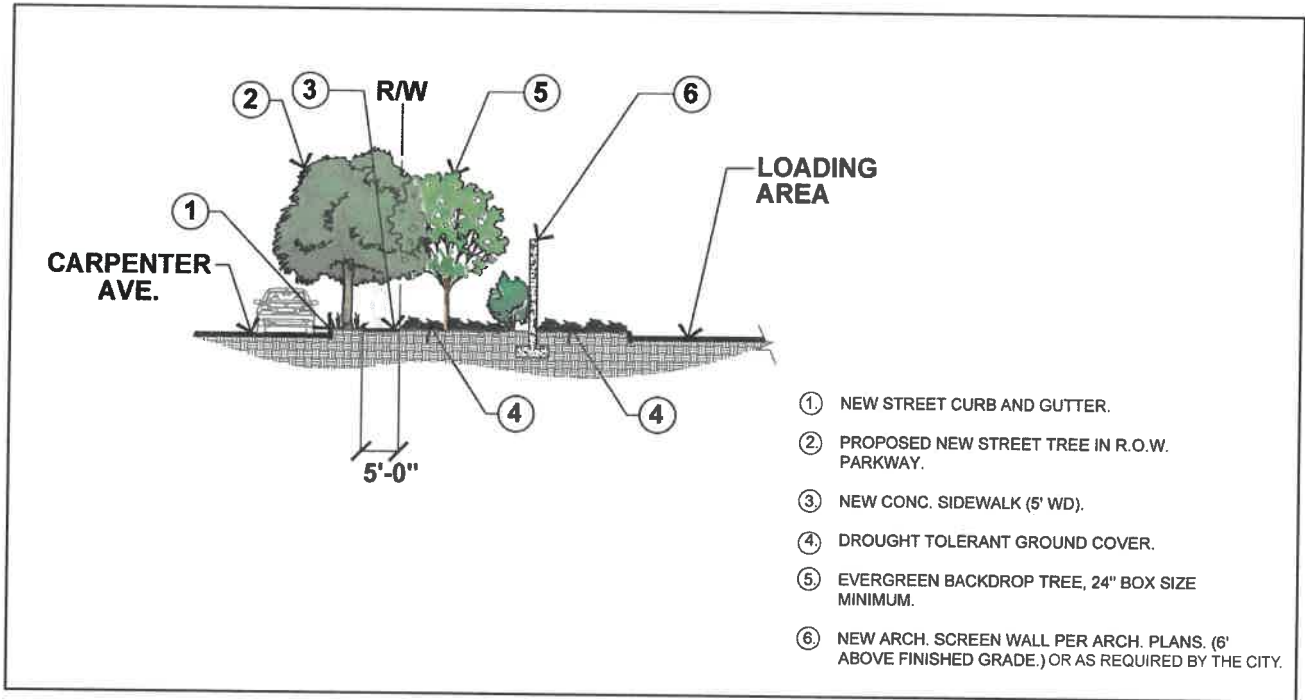 2
3
R/W
5
6
LOADING
AREA
1
CARPENTER
AVE.
4
4
5'-0"
1. NEW STREET CURB AND GUTTER.
2. PROPOSED NEW STREET TREE IN R.O.W.
PARKWAY.
3. NEW CONC. SIDEWALK (5' WD).
4. DROUGHT TOLERANT GROUND COVER.
5. EVERGREEN BACKDROP TREE, 24" BOX SIZE
MINIMUM.
6. NEW ARCH. SCREEN WALL PER ARCH. PLANS. (6'
ABOVE FINISHED GRADE.) OR AS REQUIRED BY THE CITY.